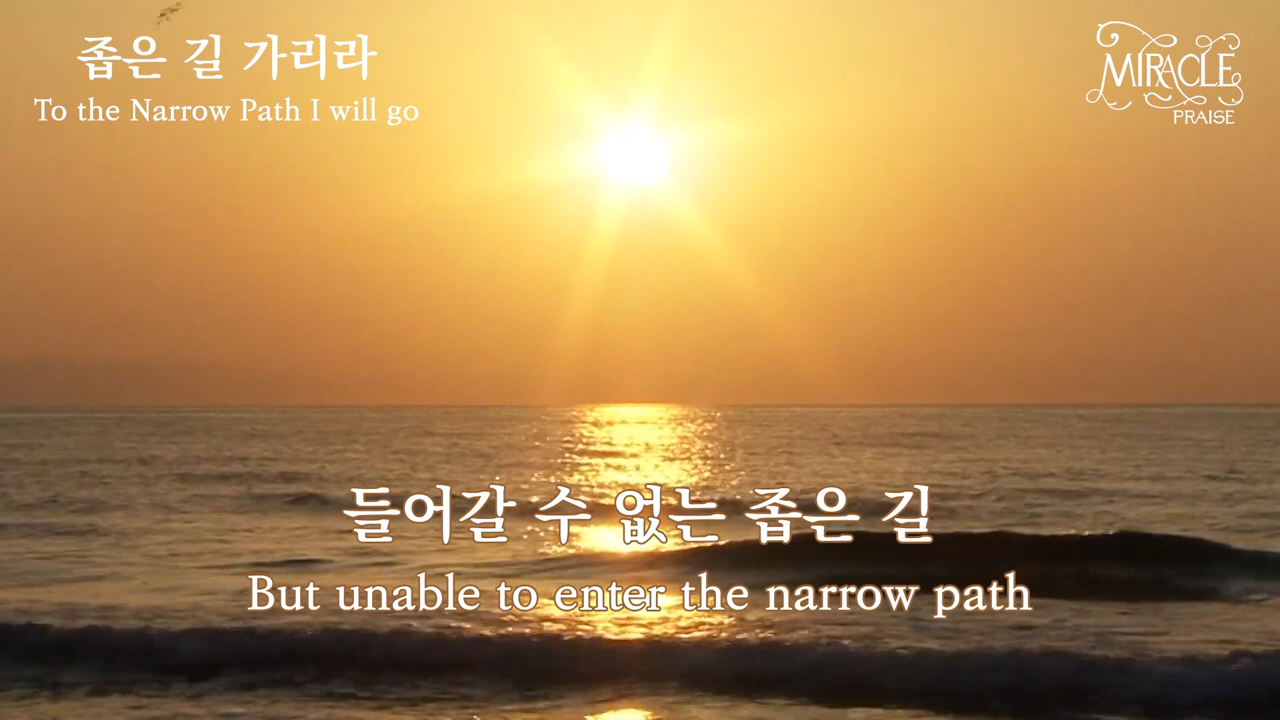 좁은 길 가리라
To the Narrow Path I will go
MIRACLE
PRAISE
들어갈 수 없는 좁은 길
But unable to enter the narrow path